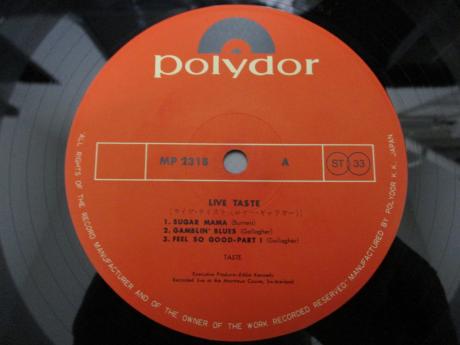 polydor
MP 2318 A ST 33
LIVE TASTE
(ライヴ・テイスト/ロリー・ギャラガー)
1. SUGAR MAMA (Burnett)
2. GAMBLIN' BLUES (Gallagher)
3. FEEL SO GOOD-PART I (Gallagher)
TASTE
Executive Producer: Eddie Kennedy
Recorded live at the Montreux Casino, Switzerland
"ALL RIGHTS OF THE RECORD MANUFACTURER AND OF THE OWNER OF THE WORK RECORDED RESERVED" MANUFACTURED BY POLYDOR K.K., JAPAN